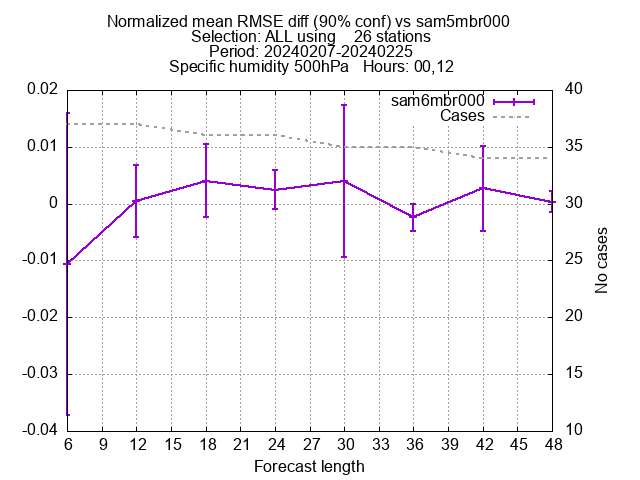 Normalized mean RMSE diff (90% conf) vs sam5mbr000
Selection: ALL using    26 stations
Period: 20240207-20240225
Specific humidity 500hPa   Hours: 00,12
sam6mbr000
Cases
0.02
0.01
0
-0.01
-0.02
-0.03
-0.04
40
35
30
25
20
15
10
No cases
6 9 12 15 18 21 24 27 30 33 36 39 42 45 48
Forecast length